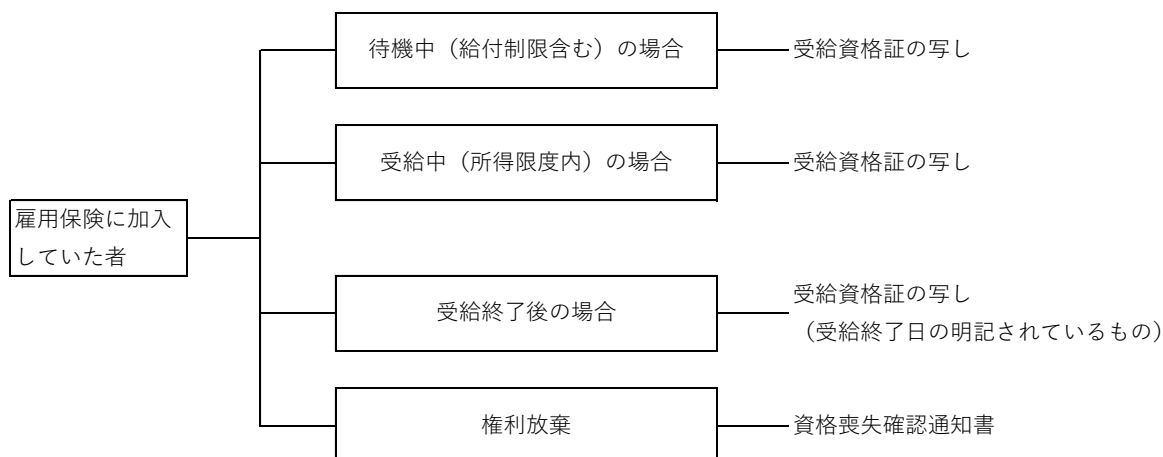 待機中（給付制限含む）の場合
受給資格証の写し
受給中（所得限度内）の場合
受給資格証の写し
雇用保険に加入
していた者
受給終了後の場合
受給資格証の写し
（受給終了日の明記されているもの）
権利放棄
資格喪失確認通知書